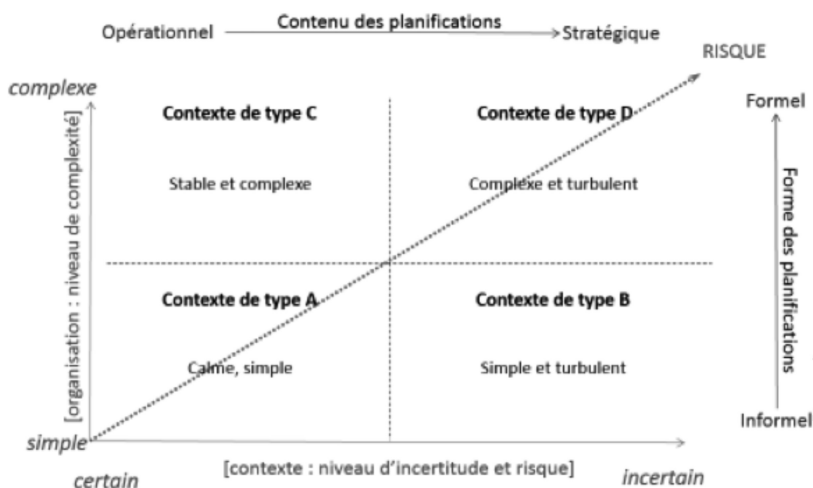 Contenu des planifications
Opérationnel
Stratégique
RISQUE
complexe
Formel
Contexte de type C
Contexte de type D
Stable et complexe
Complexe et turbulent
[organisation : niveau de complexité]
Forme des planifications
Contexte de type A
Contexte de type B
Calme, simple
Simple et turbulent
Informel
simple
[contexte : niveau d'incertitude et risque]
certain
incertain